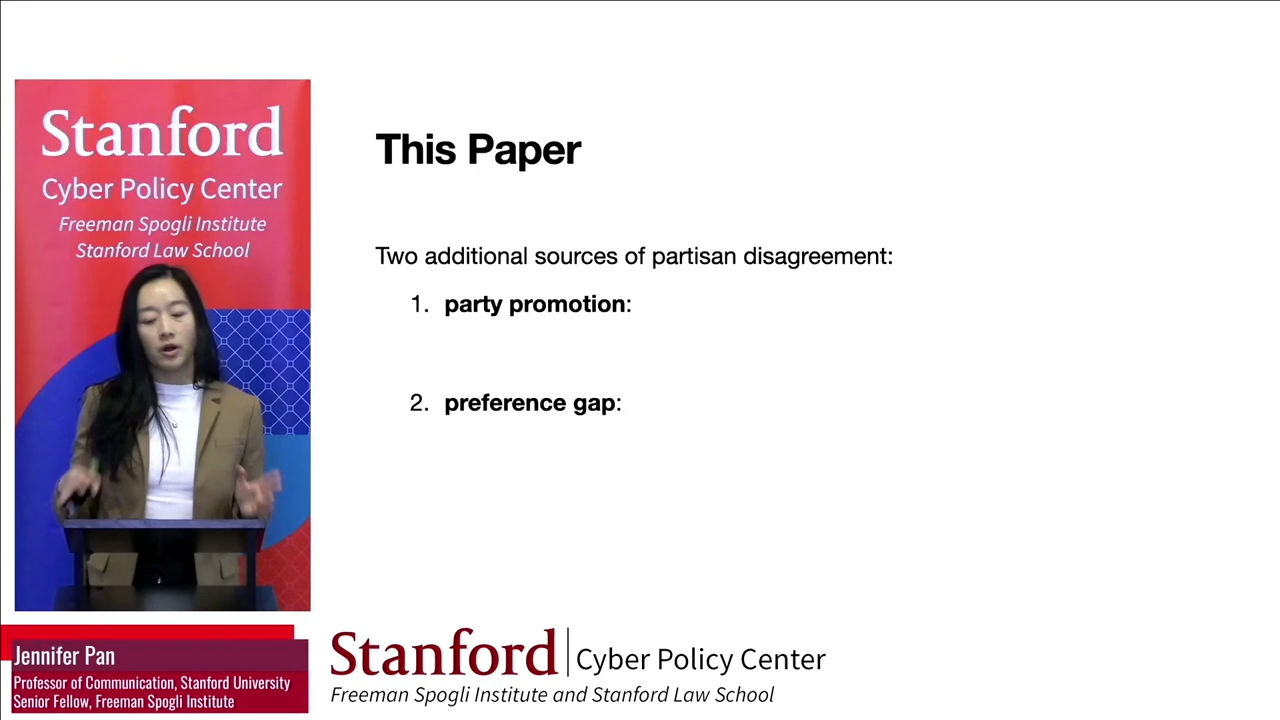 Stanford
Cyber Policy Center
Freeman Spogli Institute
Stanford Law School
This Paper
Two additional sources of partisan disagreement:
1. party promotion:
2. preference gap:
Jennifer Pan
Professor of Communication, Stanford University
Senior Fellow, Freeman Spogli Institute
Stanford | Cyber Policy Center
Freeman Spogli Institute and Stanford Law School